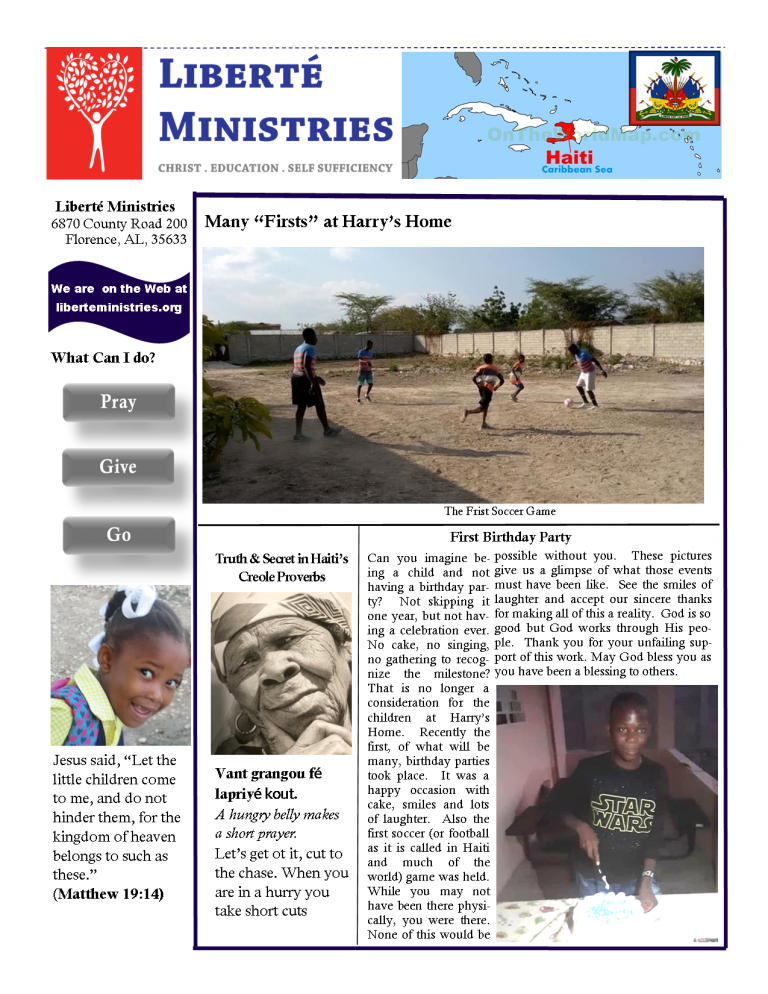 LIBERTÉ
MINISTRIES
CHRIST . EDUCATION . SELF SUFFICIENCY
OnTheWorldMap.com
Haiti
Caribbean Sea
Liberté Ministries
6870 County Road 200
Florence, AL, 35633
We are on the Web at
liberteministries.org
What Can I do?
Pray
Give
Go
Jesus said, “Let the
little children come
to me, and do not
hinder them, for the
kingdom of heaven
belongs to such as
these.”
(Matthew 19:14)
Many “Firsts” at Harry’s Home
The Frist Soccer Game
Truth & Secret in Haiti’s
Creole Proverbs
Vant grangou fé
lapriyé kout.
A hungry belly makes
a short prayer.
Let’s get ot it, cut to
the chase. When you
are in a hurry you
take short cuts
First Birthday Party
Can you imagine be-
ing a child and not
having a birthday par-
ty? Not skipping it
one year, but not hav-
ing a celebration ever.
No cake, no singing,
no gathering to recog-
nize the milestone?
That is no longer a
consideration for the
children at Harry’s
Home. Recently the
first, of what will be
many, birthday parties
took place. It was a
happy occasion with
cake, smiles and lots
of laughter. Also the
first soccer (or football
as it is called in Haiti
and much of the
world) game was held.
While you may not
have been there physi-
cally, you were there.
None of this would be
possible without you. These pictures
give us a glimpse of what those events
must have been like. See the smiles of
laughter and accept our sincere thanks
for making all of this a reality. God is so
good but God works through His peo-
ple. Thank you for your unfailing sup-
port of this work. May God bless you as
you have been a blessing to others.
STAR
WARS